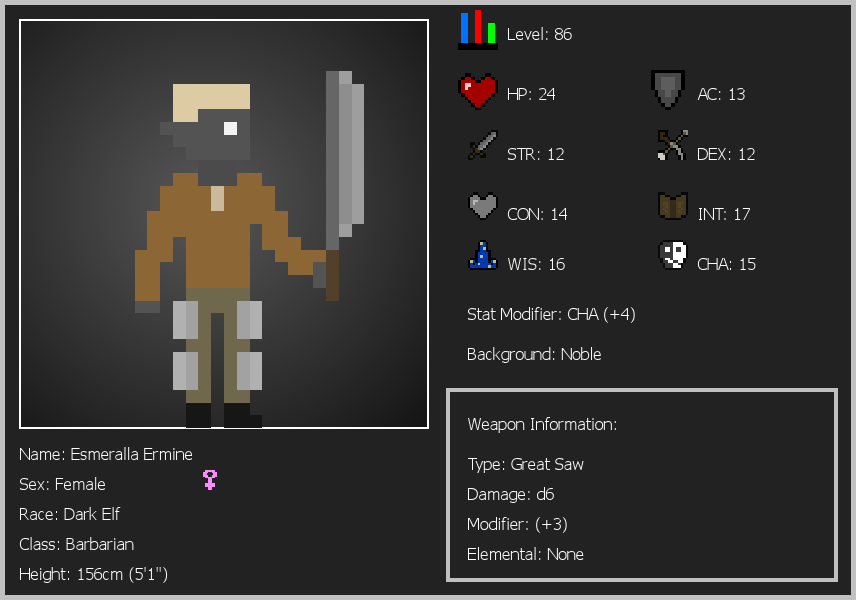 Level: 86
HP: 24
AC: 13
STR: 12
DEX: 12
CON: 14
INT: 17
WIS: 16
CHA: 15
Stat Modifier: CHA (+4)
Background: Noble
Weapon Information:
Type: Great Saw
Damage: d6
Modifier: (+3)
Elemental: None
Name: Esmeralla Ermine
Sex: Female
Race: Dark Elf
Class: Barbarian
Height: 156cm (5'1")